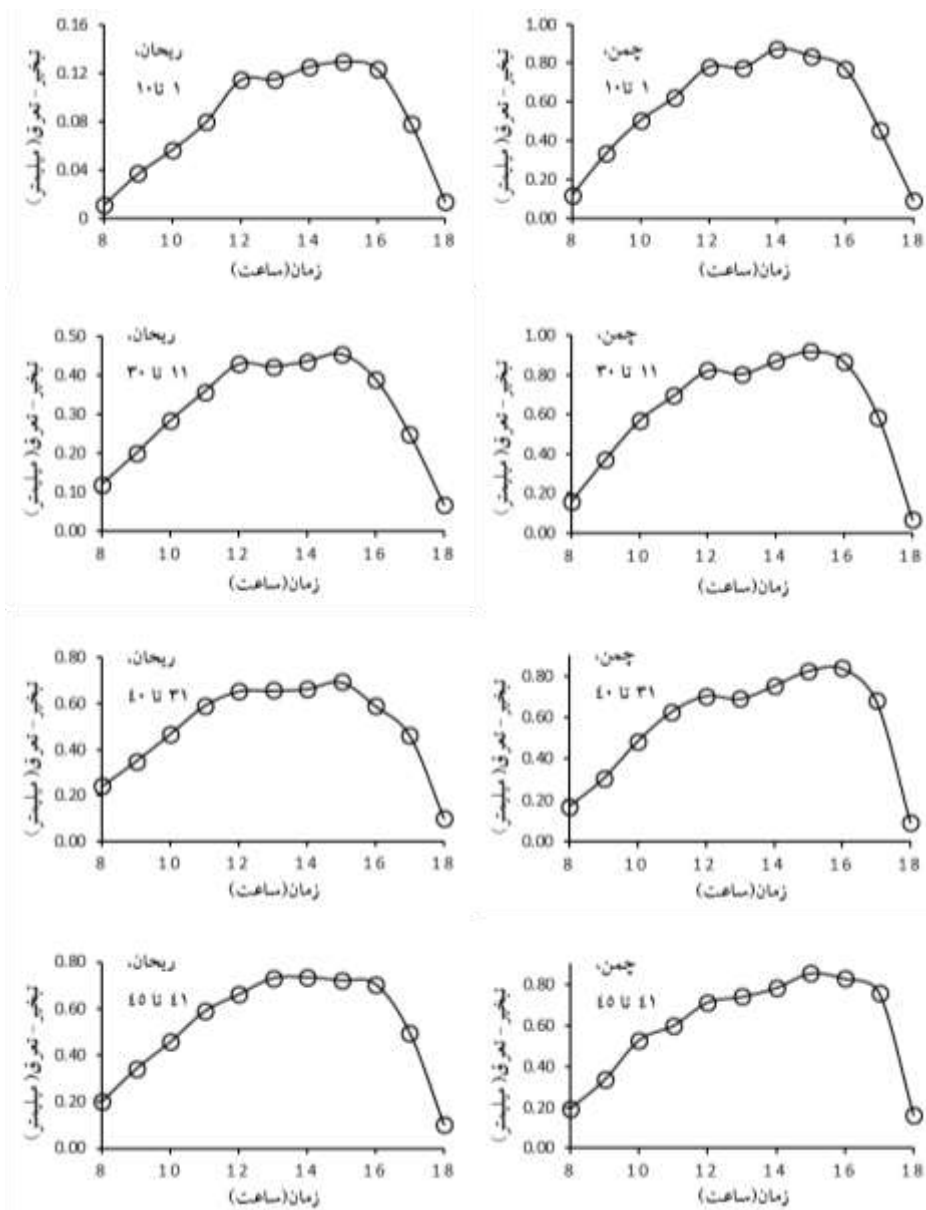 چمن،
۱ تا ۱۰
تبخیر - تعرق( میلیمتر)
1.00
0.80
0.60
0.40
0.20
0.00
8 10 12 14 16 18
زمان(ساعت)
ریحان،
۱ تا ۱۰
تبخیر - تعرق( میلیمتر)
0.16
0.12
0.08
0.04
0
8 10 12 14 16 18
زمان(ساعت)
چمن،
۱۱ تا ۳۰
تبخیر - تعرق( میلیمتر)
1.00
0.80
0.60
0.40
0.20
0.00
8 10 12 14 16 18
زمان(ساعت)
ریحان،
۱۱ تا ۳۰
تبخیر - تعرق( میلیمتر)
0.50
0.40
0.30
0.20
0.10
0.00
8 10 12 14 16 18
زمان(ساعت)
چمن،
۳۱ تا ٤۰
تبخیر - تعرق( میلیمتر)
0.80
0.60
0.40
0.20
0.00
8 10 12 14 16 18
زمان(ساعت)
ریحان،
۳۱ تا ٤۰
تبخیر - تعرق( میلیمتر)
0.80
0.60
0.40
0.20
0.00
8 10 12 14 16 18
زمان(ساعت)
چمن،
٤۱ تا ٤٥
تبخیر - تعرق( میلیمتر)
0.80
0.60
0.40
0.20
0.00
8 10 12 14 16 18
زمان(ساعت)
ریحان،
٤۱ تا ٤٥
تبخیر - تعرق( میلیمتر)
0.80
0.60
0.40
0.20
0.00
8 10 12 14 16 18
زمان(ساعت)